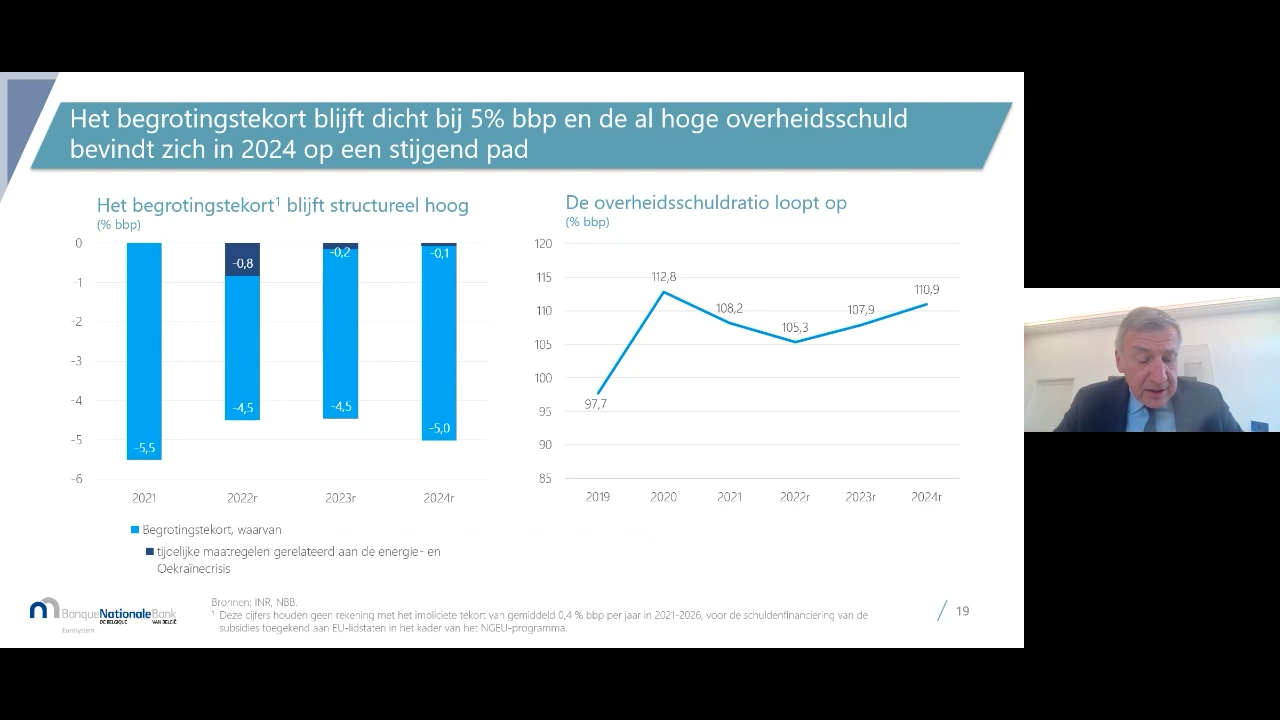 Het begrotingstekort blijft dicht bij 5% bbp en de al hoge overheidsschuld
bevindt zich in 2024 op een stijgend pad
Het begrotingstekort¹ blijft structureel hoog
(% bbp)
0
-1
-2
-3
-4
-5
-6
-5,5
-0,8
-4,5
-0,2
-4,5
-0,1
-5,0
2021
2022r
2023r
2024r
Begrotingstekort, waarvan
tijdelijke maatregelen gerelateerd aan de energie- en
Oekraïnecrisis
De overheidsschuldratio loopt op
(% bbp)
120
115
110
105
100
95
90
85
97,7
112,8
108,2
105,3
107,9
110,9
2019
2020
2021
2022r
2023r
2024r
BanqueNationaleBank
DE BELGIQUE VAN BELGIË
Eurosystem
Bronnen: INR, NBB.
¹ Deze cijfers houden geen rekening met het impliciete tekort van gemiddeld 0,4 % bbp per jaar in 2021-2026, voor de schuldenfinanciering van de
subsidies toegekend aan EU-lidstaten in het kader van het NGEU-programma.
19